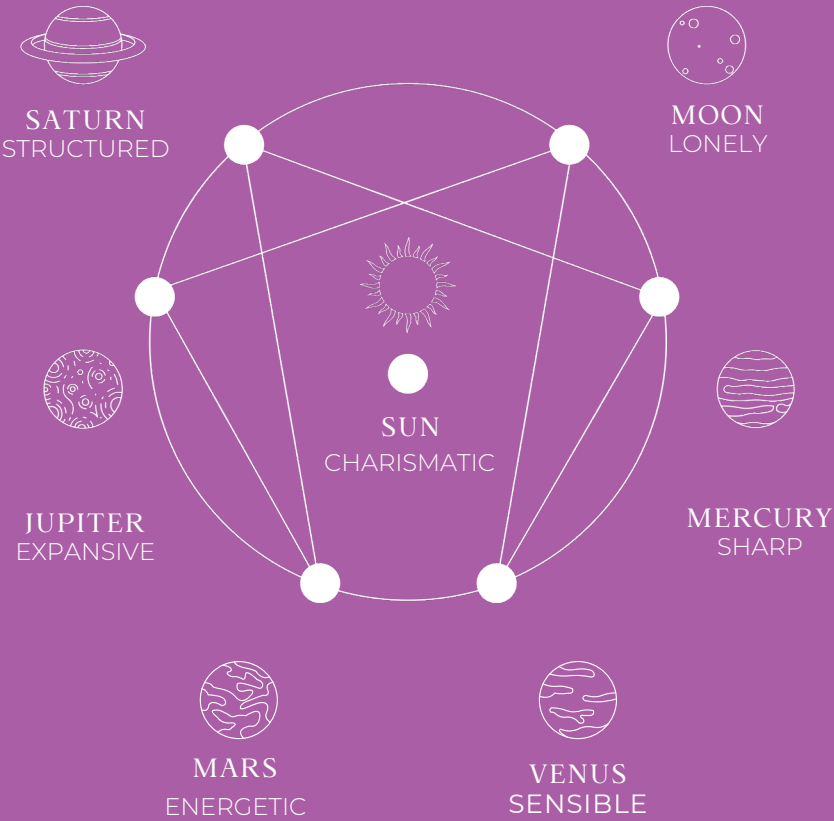 SATURN
STRUCTURED
MOON
LONELY
SUN
CHARISMATIC
JUPITER
EXPANSIVE
MERCURY
SHARP
MARS
ENERGETIC
VENUS
SENSIBLE